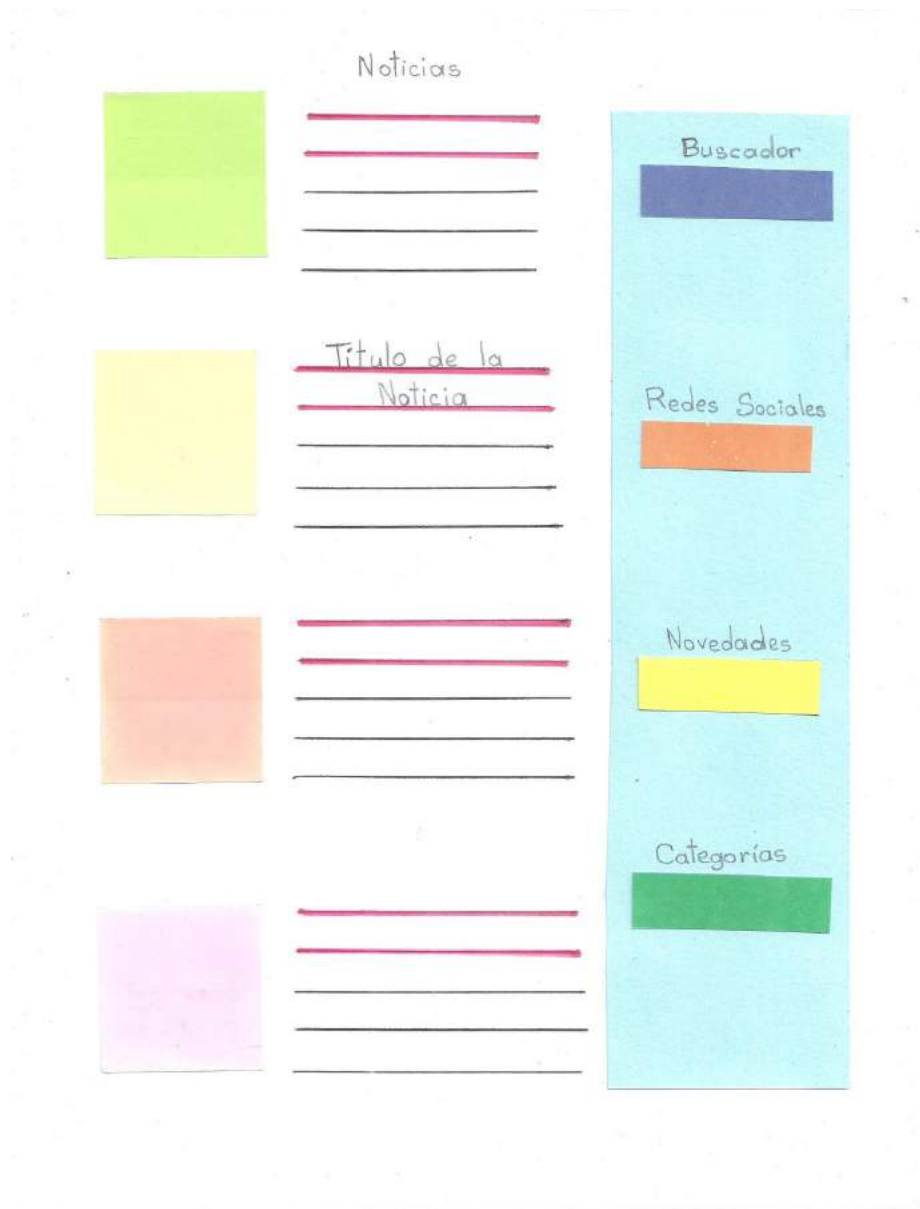 Noticias
Buscador
Título de la
Noticia
Redes Sociales
Novedades
Categorías